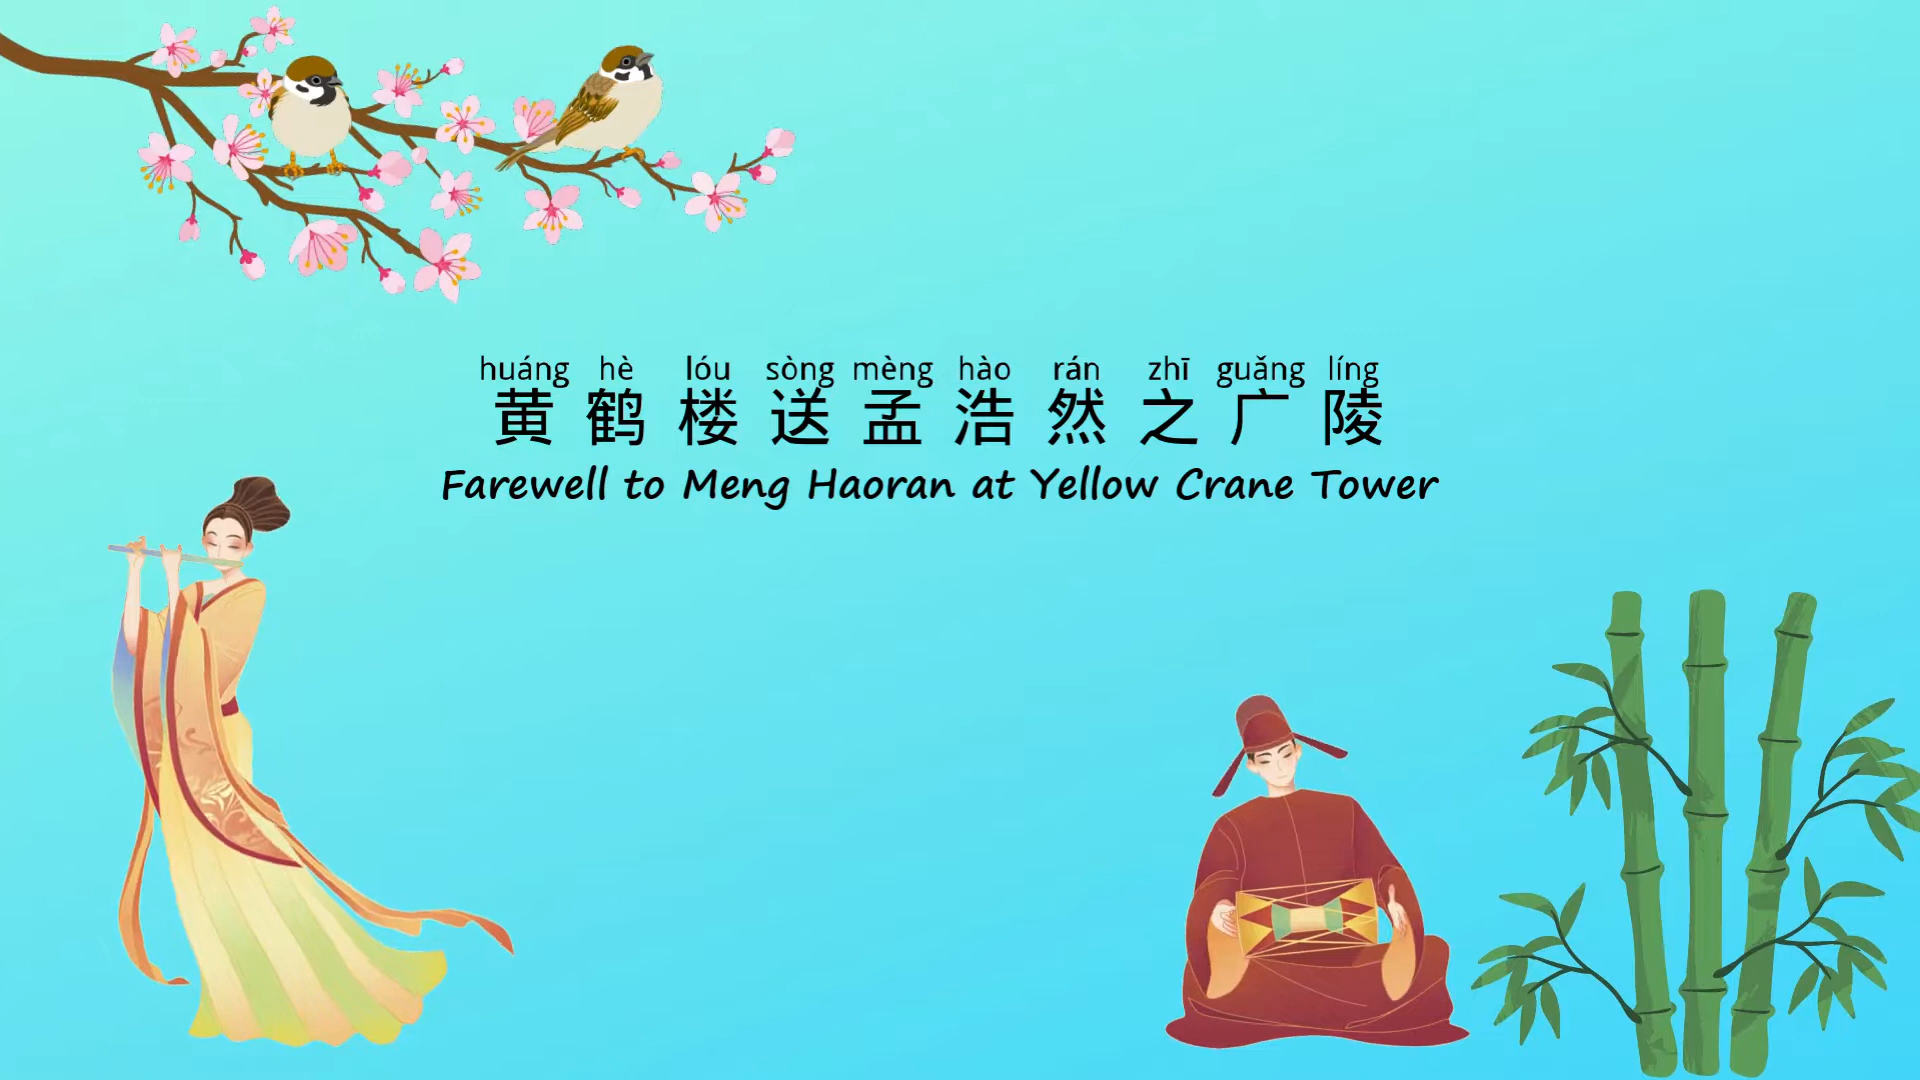 huáng hè lóu sòng mèng hào rán zhī guǎng líng
黄鹤楼送孟浩然之广陵
Farewell to Meng Haoran at Yellow Crane Tower